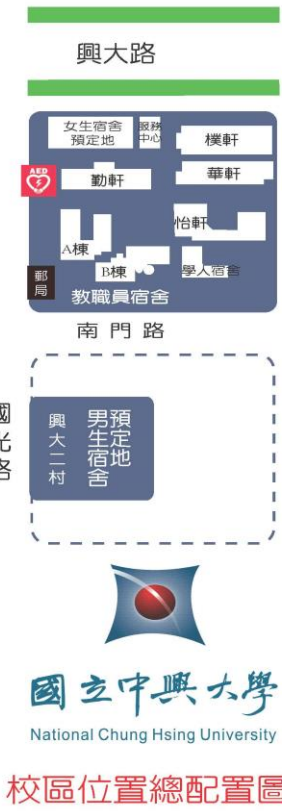 興大路
女生宿舍
預定地
服務
中心
樸軒
AED
勤軒
華軒
怡軒
A棟
B棟
學人宿舍
郵局
教職員宿舍
南門路
國光路
興大二村
男生宿舍
預定地
國立中興大學
National Chung Hsing University
校區位置總配置圖